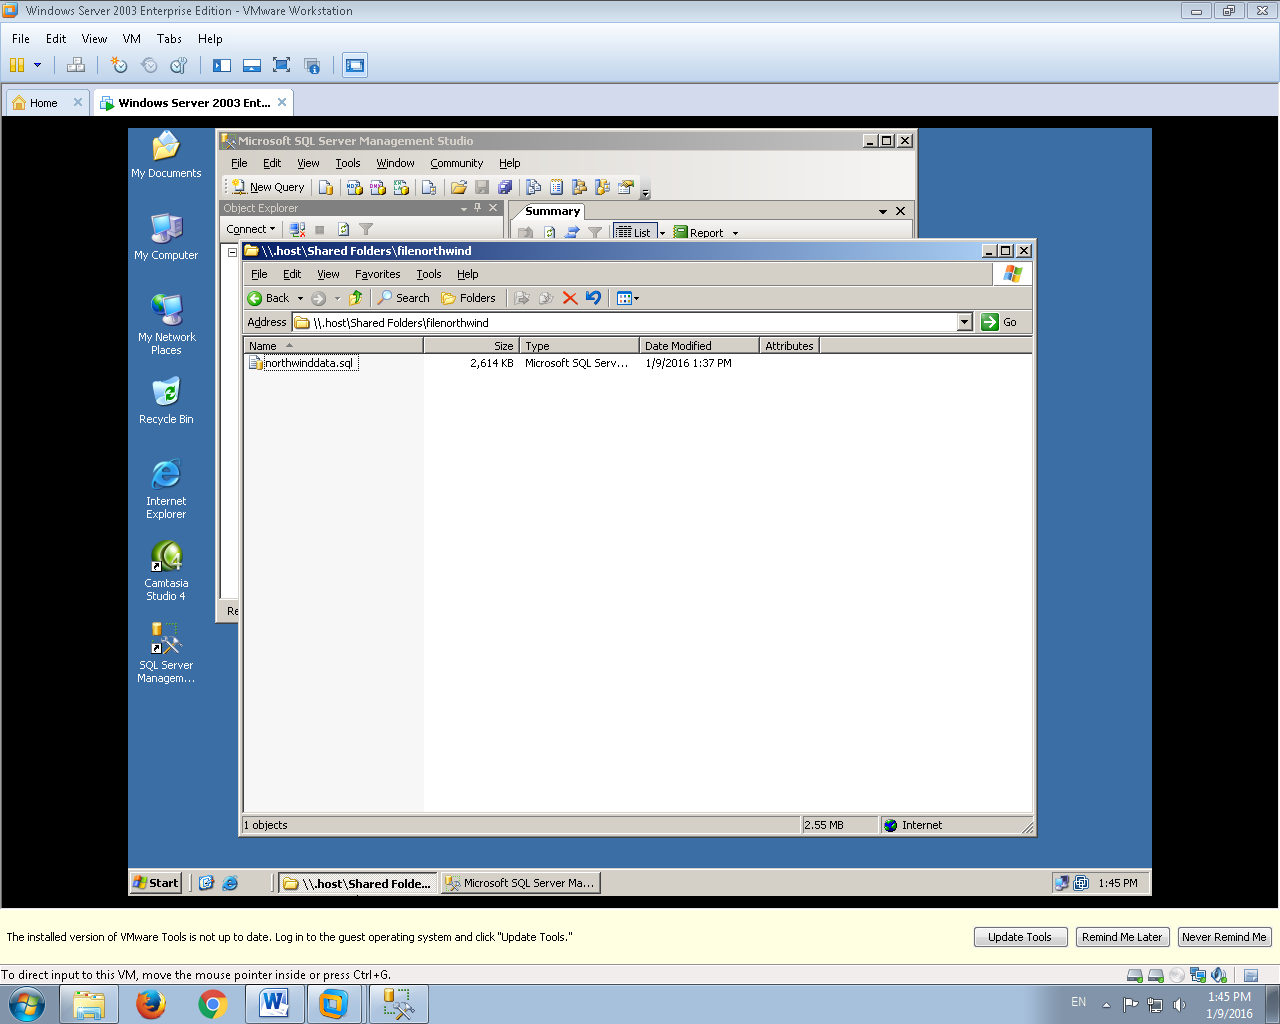 Windows Server 2003 Enterprise Edition - VMware Workstation
File Edit View VM Tabs Help
Home Windows Server 2003 Ent...
My Documents
My Computer
My Network
Places
Recycle Bin
Internet
Explorer
Camtasia
Studio 4
SQL Server
Managem...
Microsoft SQL Server Management Studio
File Edit View Tools Window Community Help
New Query
Object Explorer
Summary
Connect
List Report
Re
\\.host\Shared Folders\filenorthwind
File Edit View Favorites Tools Help
Back Search Folders
Address \\.host\Shared Folders\filenorthwind Go
Name Size Type Date Modified Attributes
northwinddata.sql 2,614 KB Microsoft SQL Serv... 1/9/2016 1:37 PM
1 objects 2.55 MB Internet
Start \\.host\Shared Folde... Microsoft SQL Server Ma... 1:45 PM
The installed version of VMware Tools is not up to date. Log in to the guest operating system and click "Update Tools." Update Tools Remind Me Later Never Remind Me
To direct input to this VM, move the mouse pointer inside or press Ctrl+G.
EN 1:45 PM
1/9/2016